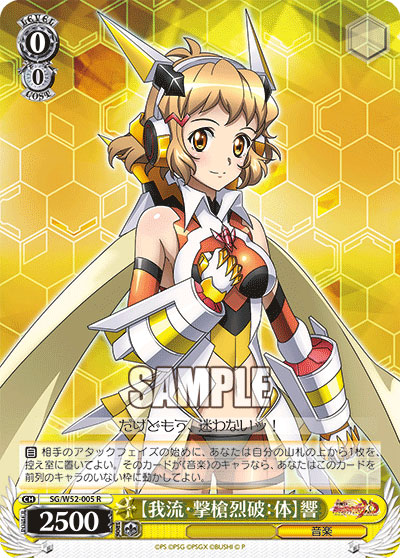 LEVEL
0
0
COST
SAMPLE
だけどもう、迷わないッ!
自 相手のアタックフェイズの始めに、あなたは自分の山札の上から1枚を、
控え室に置いてよい。そのカードが《音楽》のキャラなら、あなたはこのカードを
前列のキャラのいない枠に動かしてよい。
CH SG/W52-005 R
2500
[我流・撃槍烈破:体]響
音楽
©PS ©PSG ©PSGX ©BUSHI © P